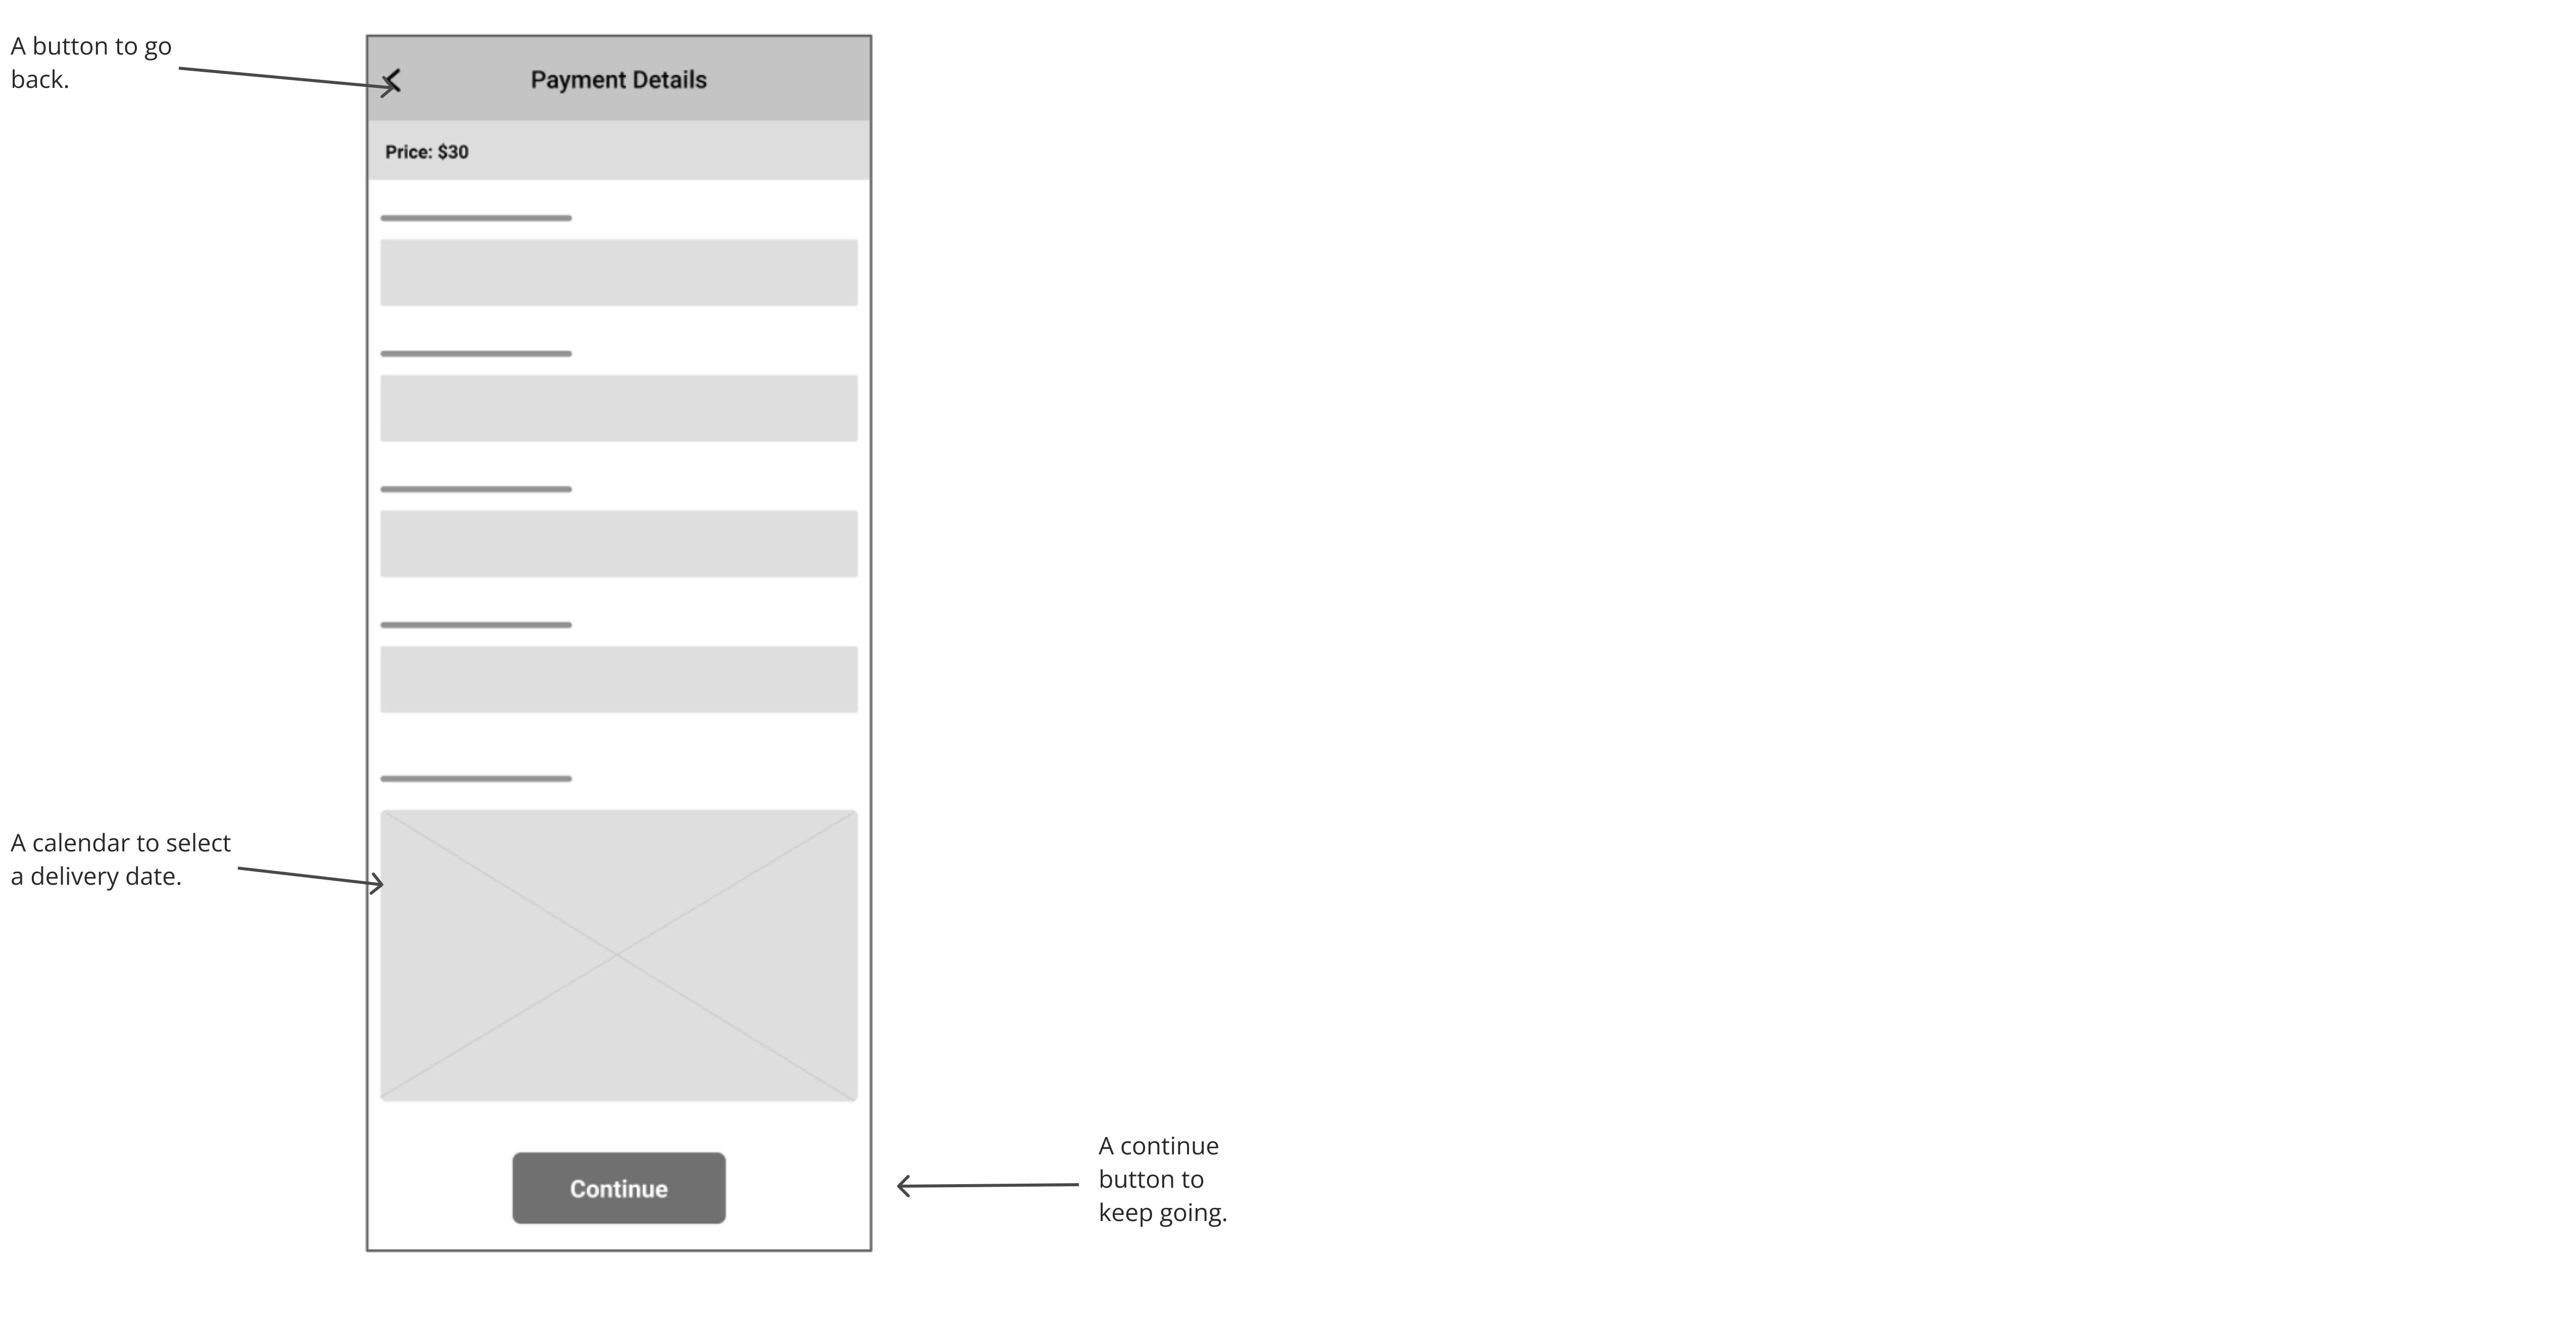 A button to go
back.
Payment Details
Price: $30
A calendar to select
a delivery date.
A continue
button to
keep going.
Continue